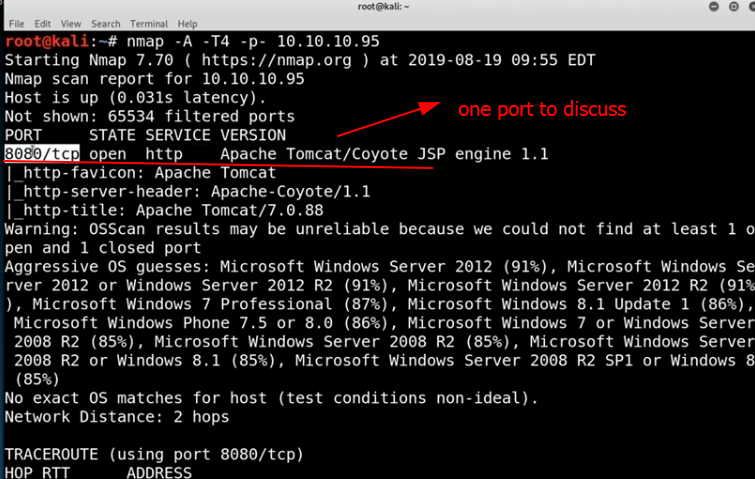 root@kali: ~
File Edit View Search Terminal Help
root@kali:~# nmap -A -T4 -p- 10.10.10.95
Starting Nmap 7.70 ( https://nmap.org ) at 2019-08-19 09:55 EDT
Nmap scan report for 10.10.10.95
Host is up (0.031s latency).
Not shown: 65534 filtered ports
one port to discuss
PORT STATE SERVICE VERSION
8080/tcp open http Apache Tomcat/Coyote JSP engine 1.1
|_http-favicon: Apache Tomcat
|_http-server-header: Apache-Coyote/1.1
|_http-title: Apache Tomcat/7.0.88
Warning: OSScan results may be unreliable because we could not find at least 1 o
pen and 1 closed port
Aggressive OS guesses: Microsoft Windows Server 2012 (91%), Microsoft Windows Se
rver 2012 or Windows Server 2012 R2 (91%), Microsoft Windows Server 2012 R2 (91%
), Microsoft Windows 7 Professional (87%), Microsoft Windows 8.1 Update 1 (86%),
Microsoft Windows Phone 7.5 or 8.0 (86%), Microsoft Windows 7 or Windows Server
2008 R2 (85%), Microsoft Windows Server 2008 R2 (85%), Microsoft Windows Server
2008 R2 or Windows 8.1 (85%), Microsoft Windows Server 2008 R2 SP1 or Windows 8
(85%)
No exact OS matches for host (test conditions non-ideal).
Network Distance: 2 hops
TRACEROUTE (using port 8080/tcp)
HOP RTT ADDRESS